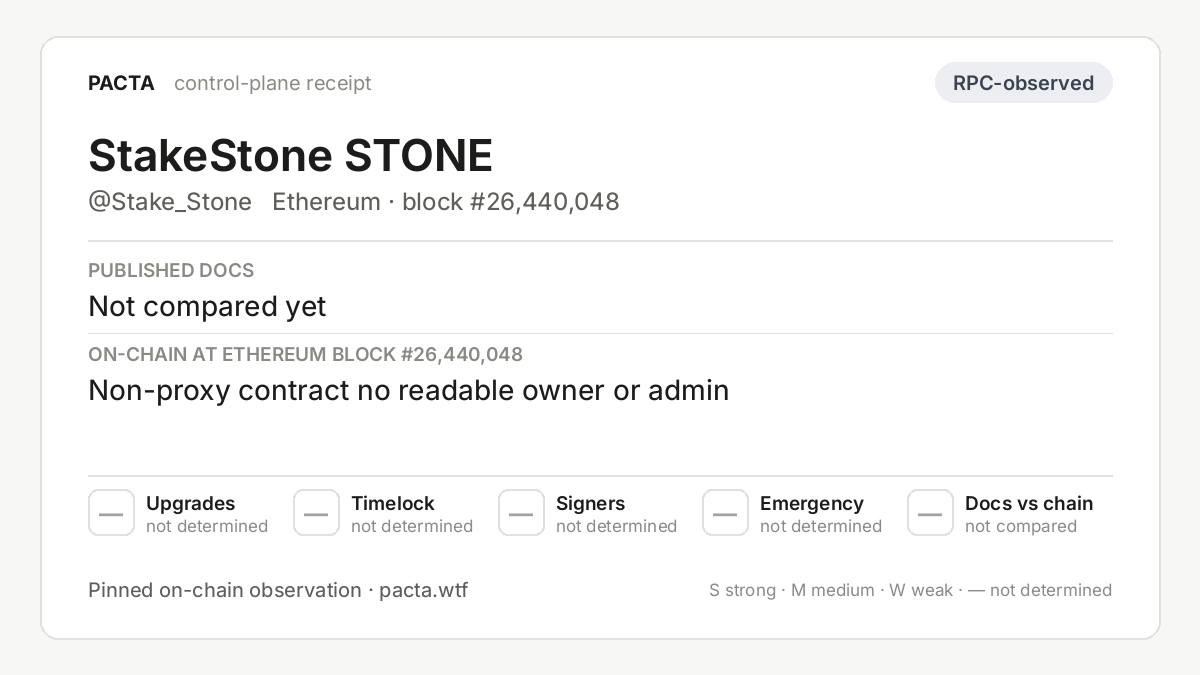 PACTA control-plane receipt RPC-observed
StakeStone STONE
@Stake_Stone Ethereum · block #26,440,048
PUBLISHED DOCS
Not compared yet
ON-CHAIN AT ETHEREUM BLOCK #26,440,048
Non-proxy contract no readable owner or admin
— Upgrades — Timelock — Signers — Emergency — Docs vs chain
not determined not determined not determined not determined not compared
Pinned on-chain observation · pacta.wtf S strong · M medium · W weak · — not determined